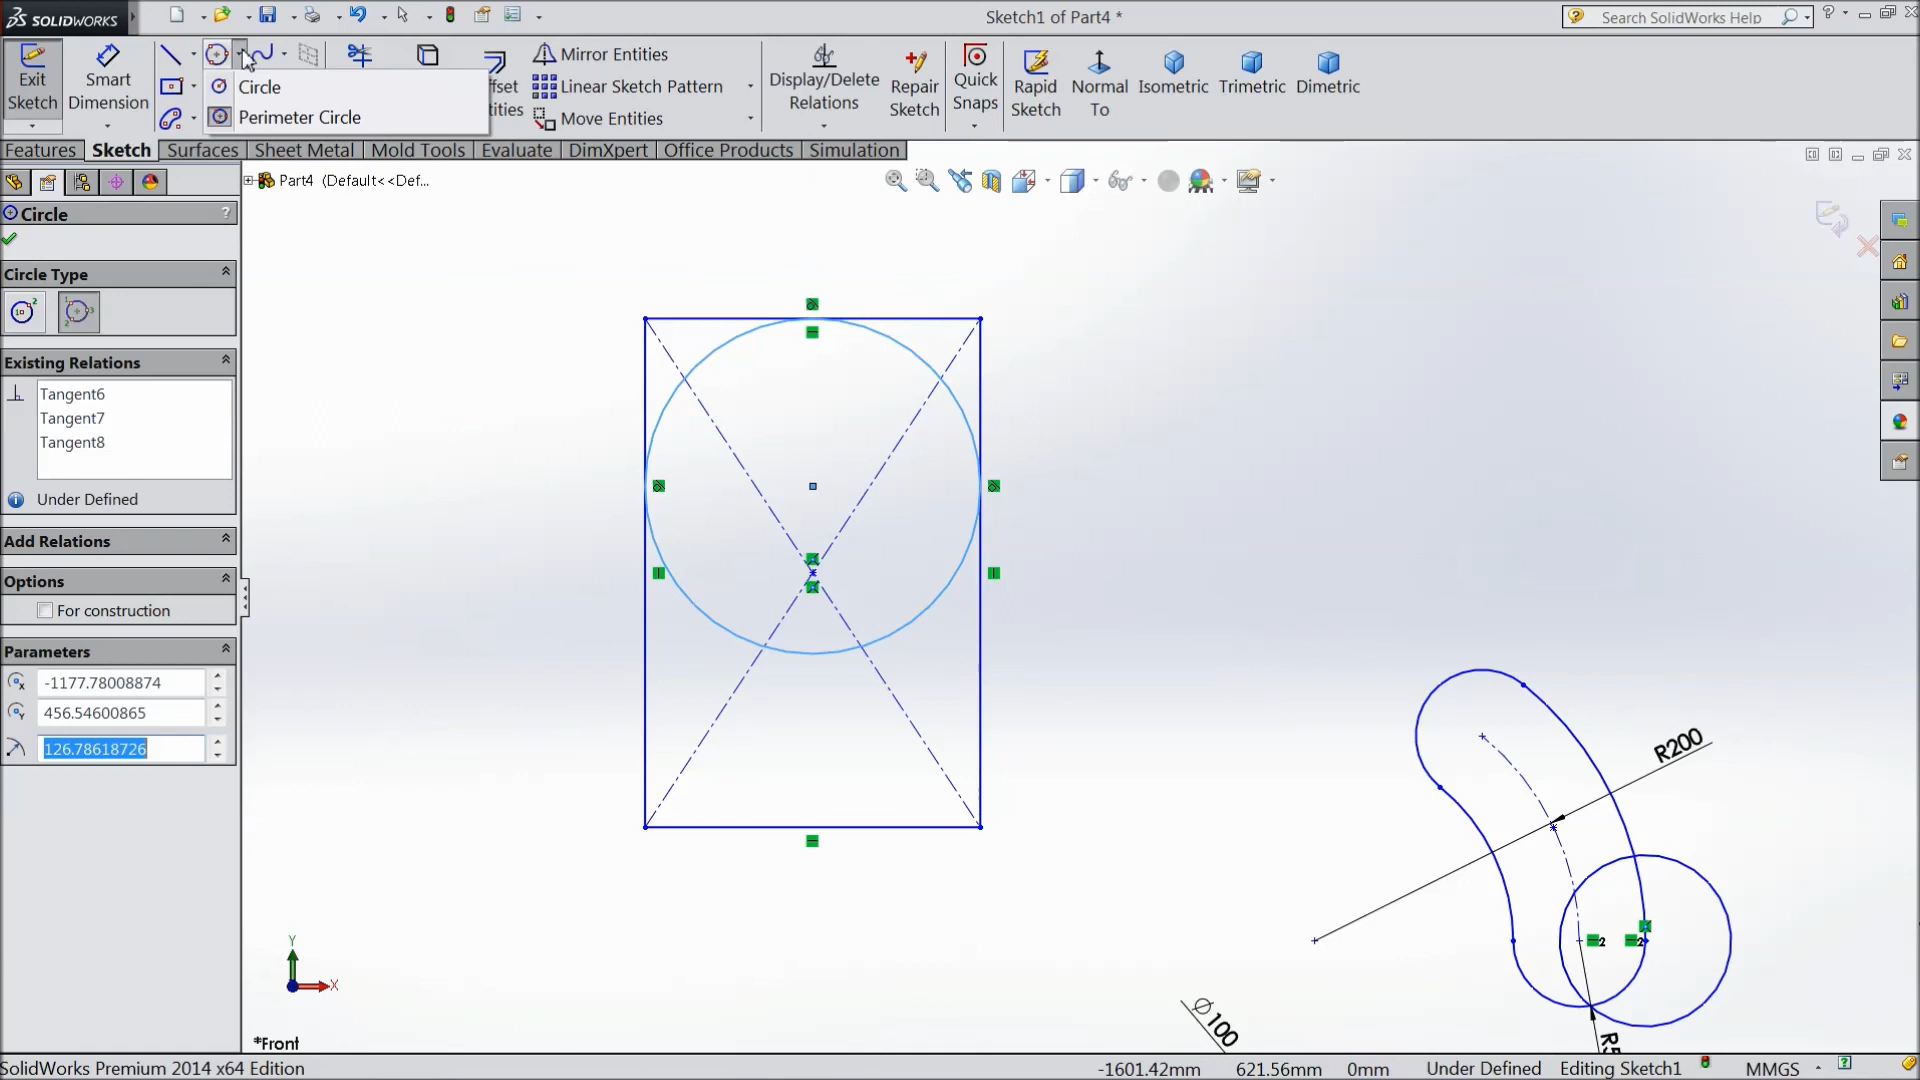 SOLIDWORKS
Sketch1 of Part4 *
Search SolidWorks Help
Exit Sketch
Smart Dimension
Circle
Perimeter Circle
Mirror Entities
Linear Sketch Pattern
Move Entities
Display/Delete Relations
Repair Sketch
Quick Snaps
Rapid Sketch
Normal To
Isometric
Trimetric
Dimetric
Features
Sketch
Surfaces
Sheet Metal
Mold Tools
Evaluate
DimXpert
Office Products
Simulation
Part4 (Default<<Def...
Circle
?
Circle Type
Existing Relations
Tangent6
Tangent7
Tangent8
Under Defined
Add Relations
Options
For construction
Parameters
-1177.78008874
456.54600865
126.78618726
R200
2
2
∅100
Y
X
*Front
SolidWorks Premium 2014 x64 Edition
-1601.42mm
621.56mm
0mm
Under Defined
Editing Sketch1
MMGS